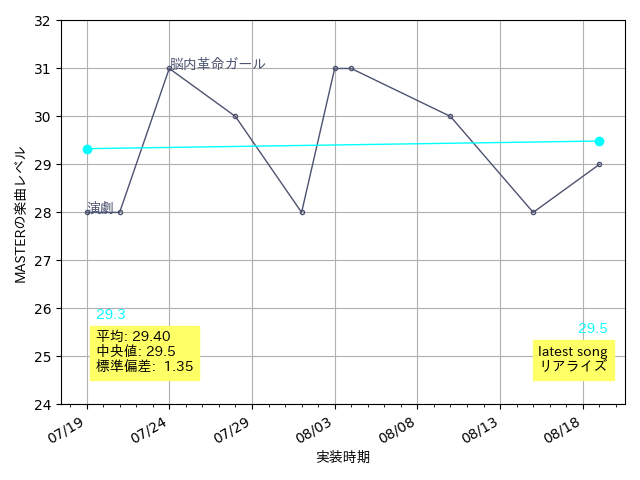 32
31
30
29
28
27
26
25
24
MASTERの楽曲レベル
脳内革命ガール
演劇
29.3
平均: 29.40
中央値: 29.5
標準偏差: 1.35
29.5
latest song
リアライズ
07/19
07/24
07/29
08/03
08/08
08/13
08/18
実装時期